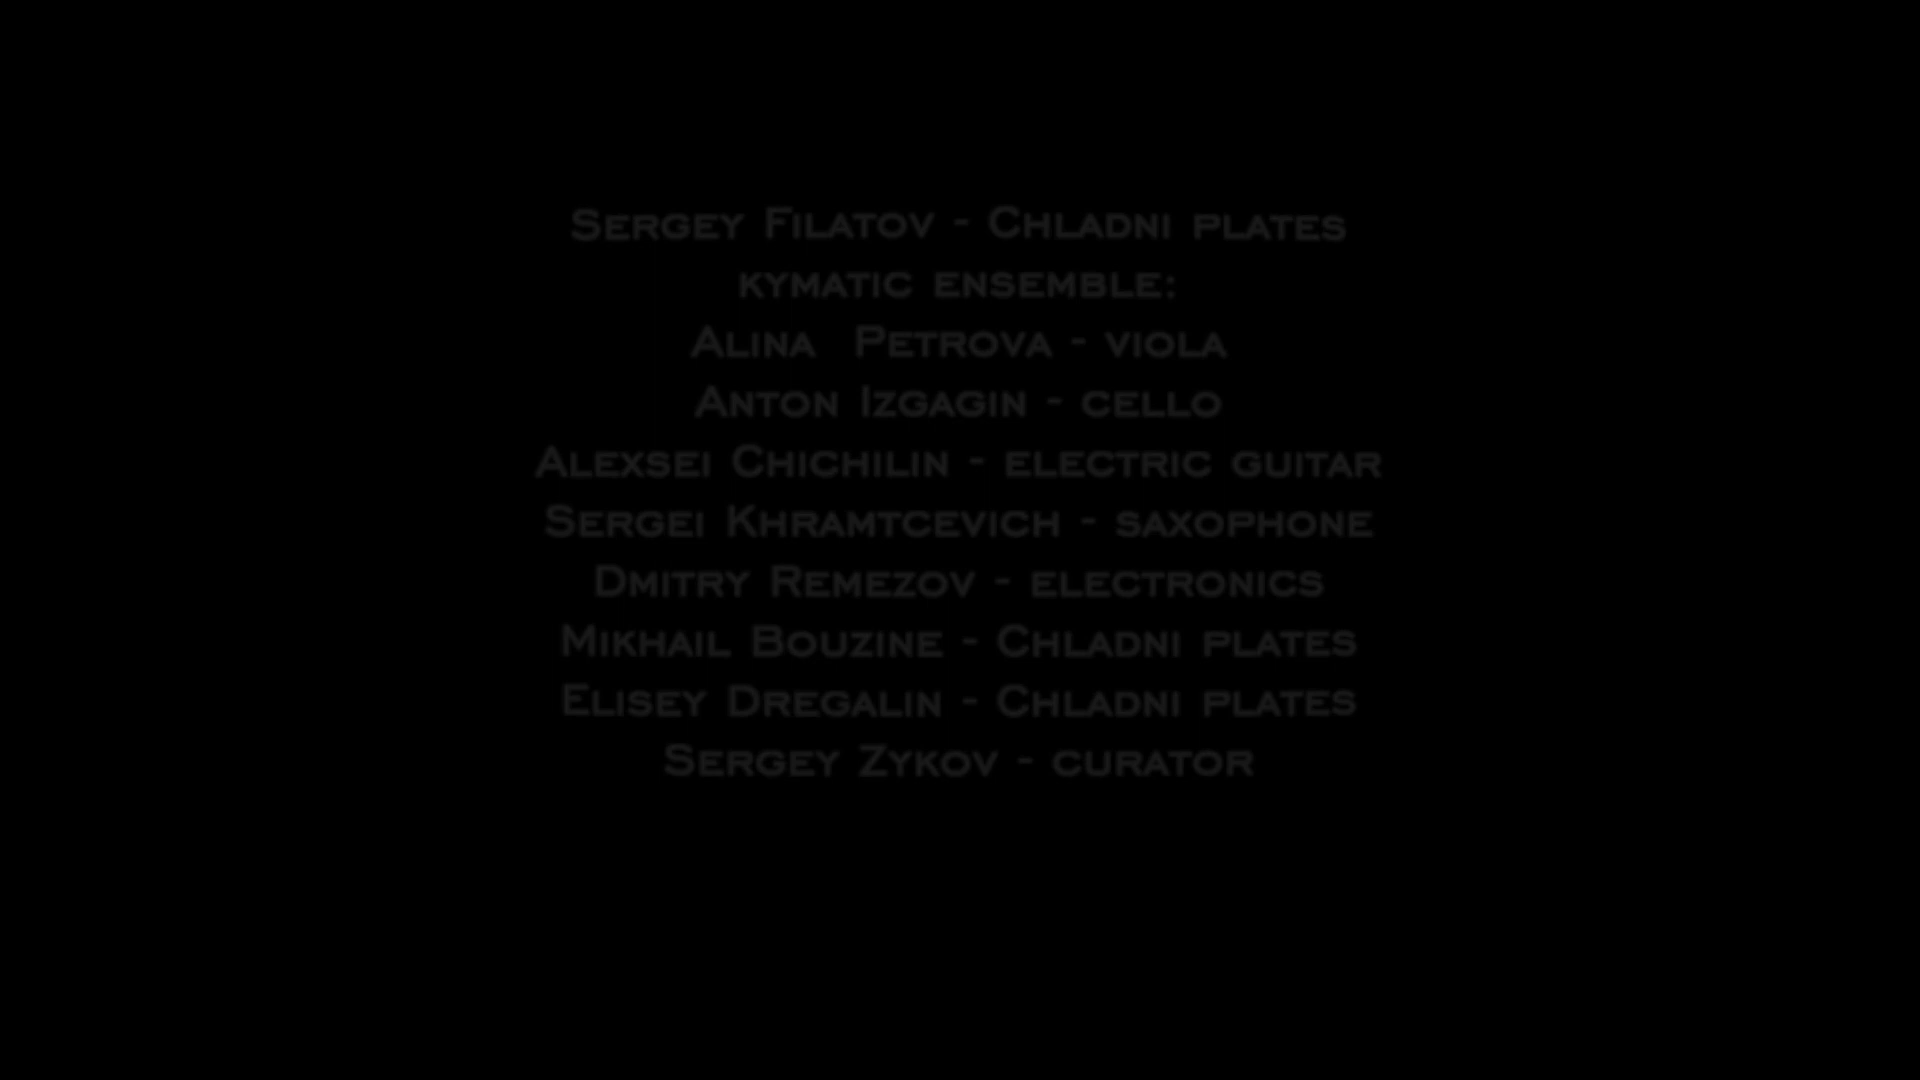 Sergey Filatov - Chladni plates
kymatic ensemble:
Alina Petrova - viola
Anton Izgagin - cello
Alexsei Chichilin - electric guitar
Sergei Khramtcevich - saxophone
Dmitry Remezov - electronics
Mikhail Bouzine - Chladni plates
Elisey Dregalin - Chladni plates
Sergey Zykov - curator